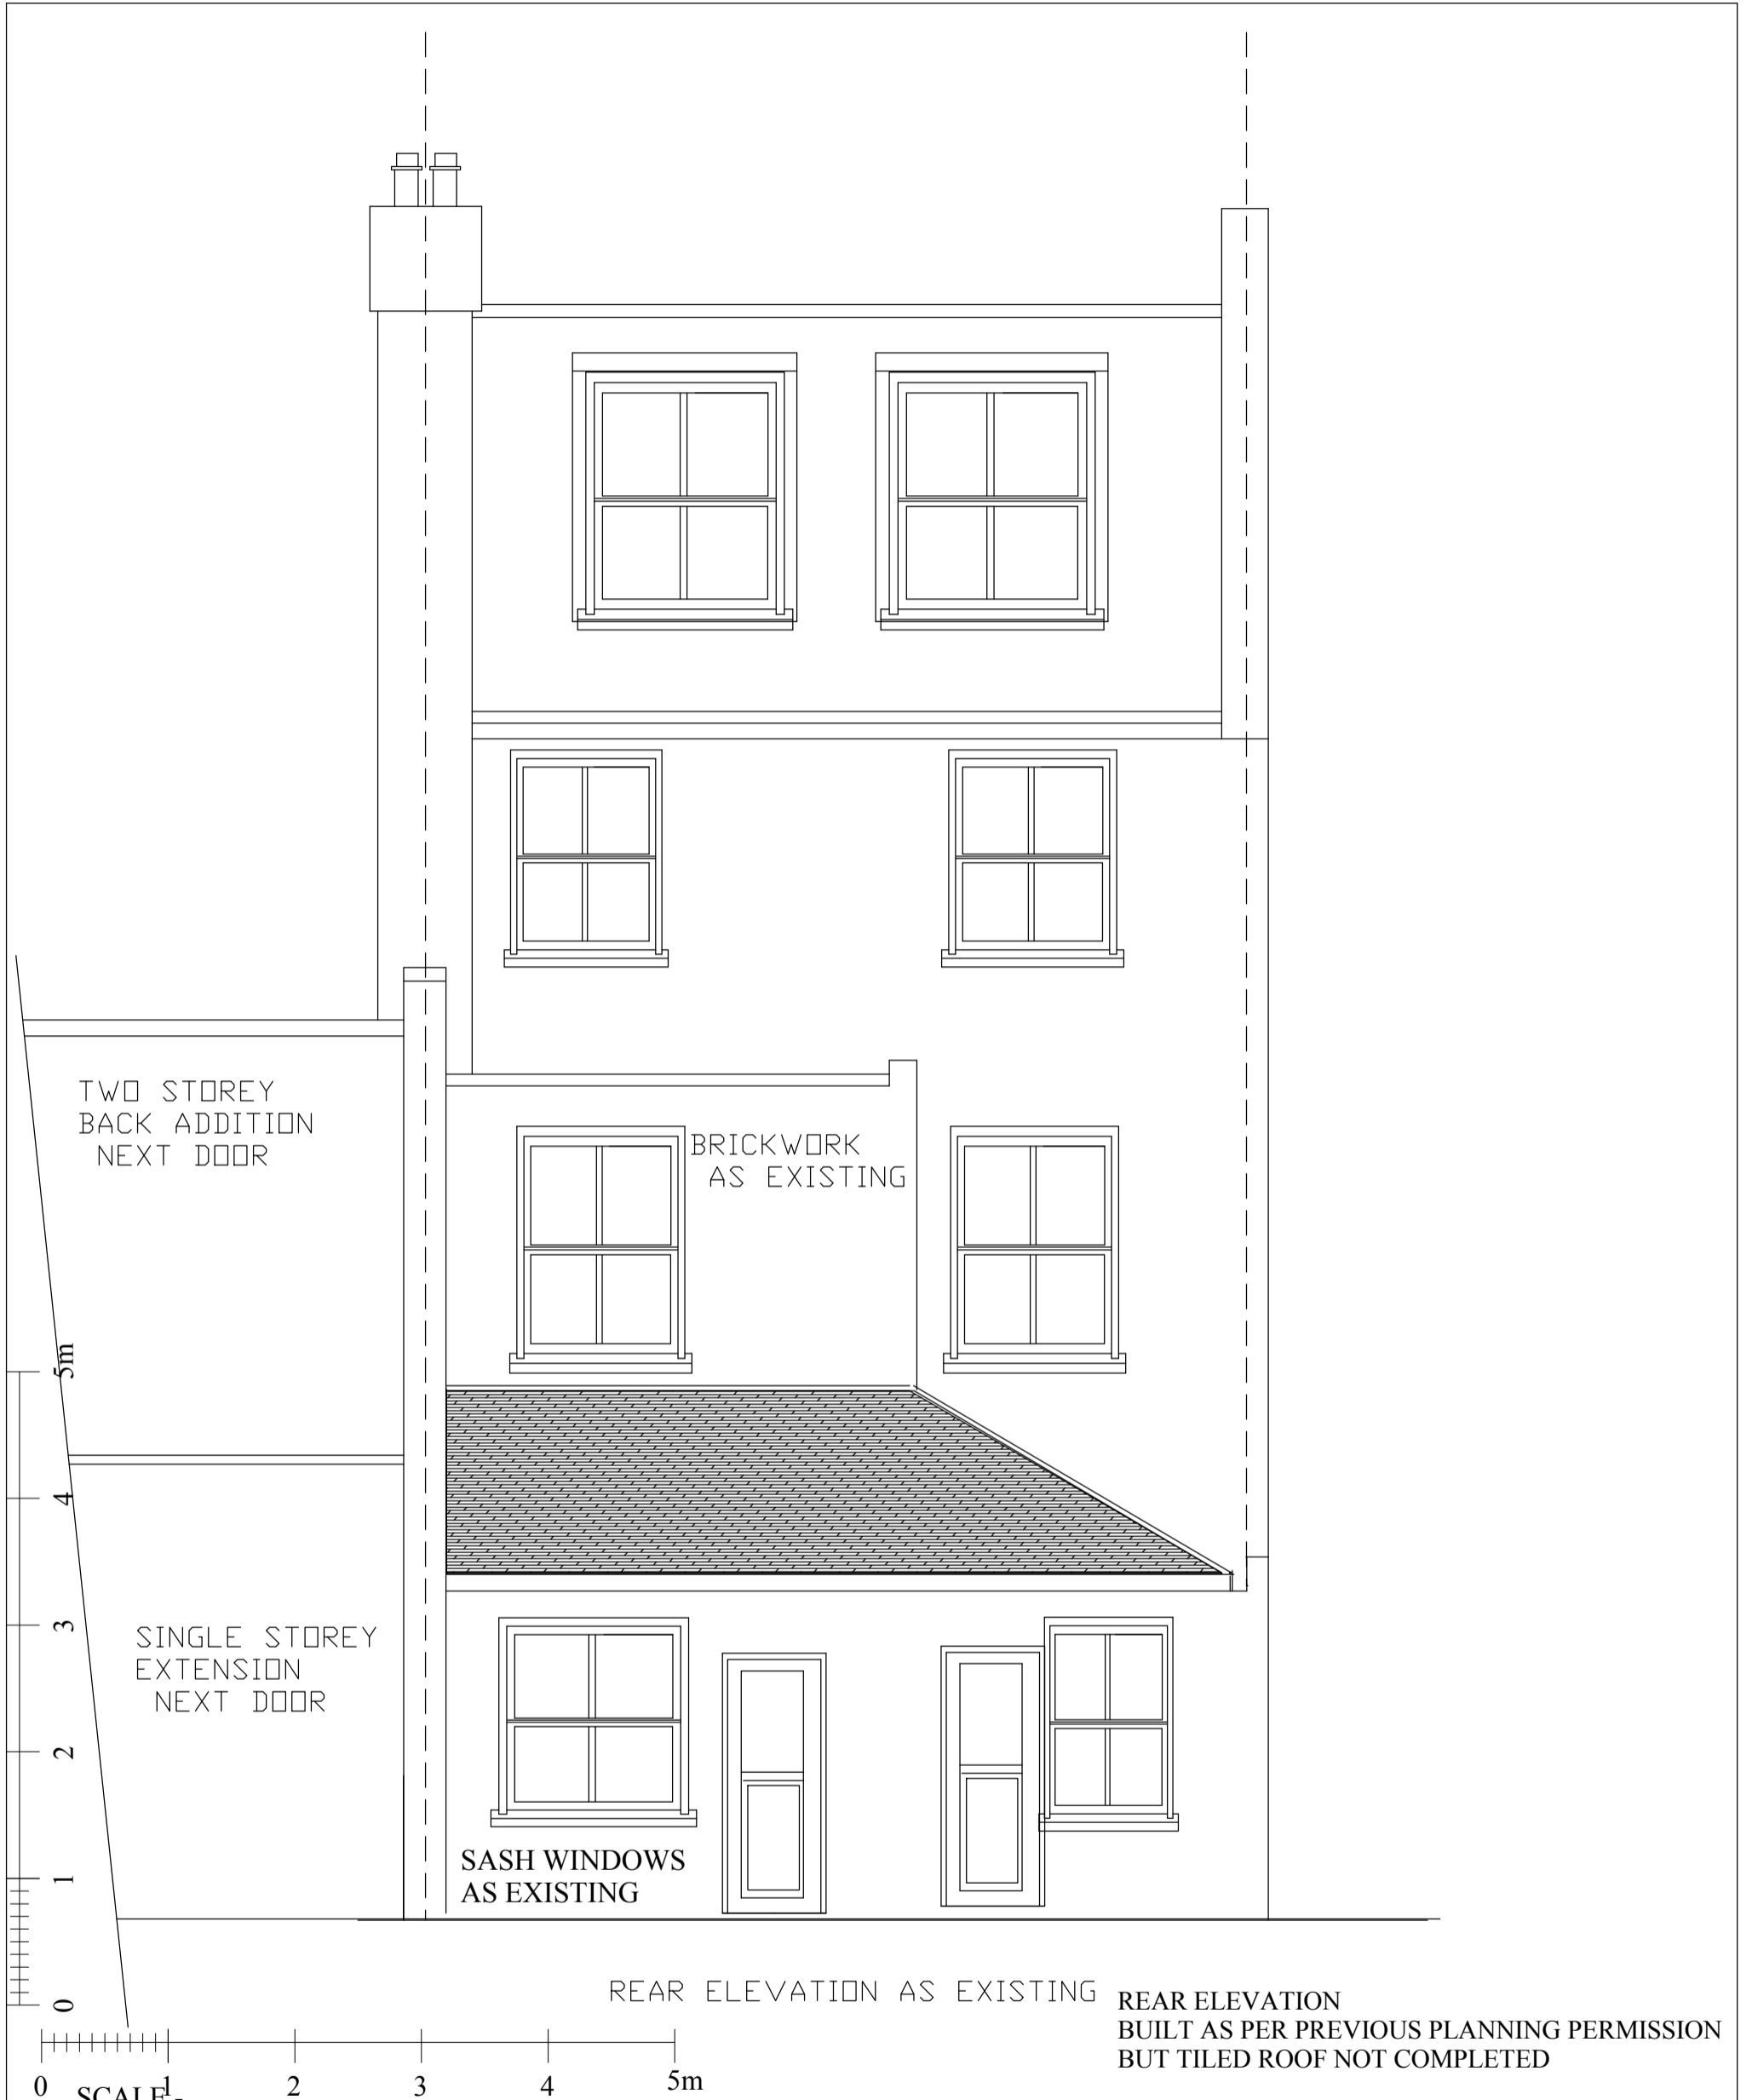 TWO STOREY
BACK ADDITION
NEXT DOOR
BRICKWORK
AS EXISTING
5m
4
3
2
1
0
SINGLE STOREY
EXTENSION
NEXT DOOR
SASH WINDOWS
AS EXISTING
REAR ELEVATION AS EXISTING
REAR ELEVATION
BUILT AS PER PREVIOUS PLANNING PERMISSION
BUT TILED ROOF NOT COMPLETED
0 1 2 3 4 5m
SCALE -